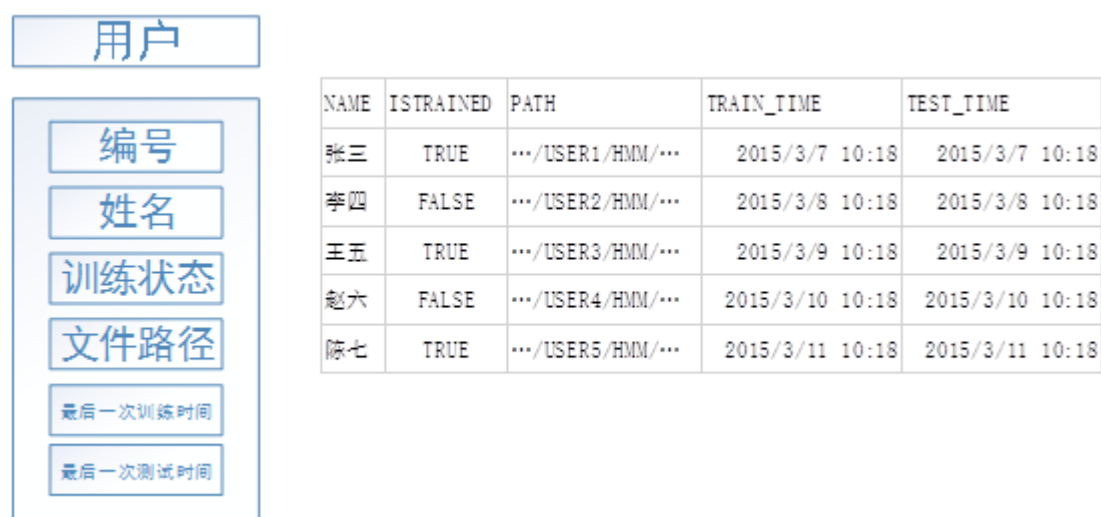 用户
编号
姓名
训练状态
文件路径
最后一次训练时间
最后一次测试时间
NAME ISTRAINED PATH TRAIN_TIME TEST_TIME
张三 TRUE …/USER1/HMM/… 2015/3/7 10:18 2015/3/7 10:18
李四 FALSE …/USER2/HMM/… 2015/3/8 10:18 2015/3/8 10:18
王五 TRUE …/USER3/HMM/… 2015/3/9 10:18 2015/3/9 10:18
赵六 FALSE …/USER4/HMM/… 2015/3/10 10:18 2015/3/10 10:18
陈七 TRUE …/USER5/HMM/… 2015/3/11 10:18 2015/3/11 10:18